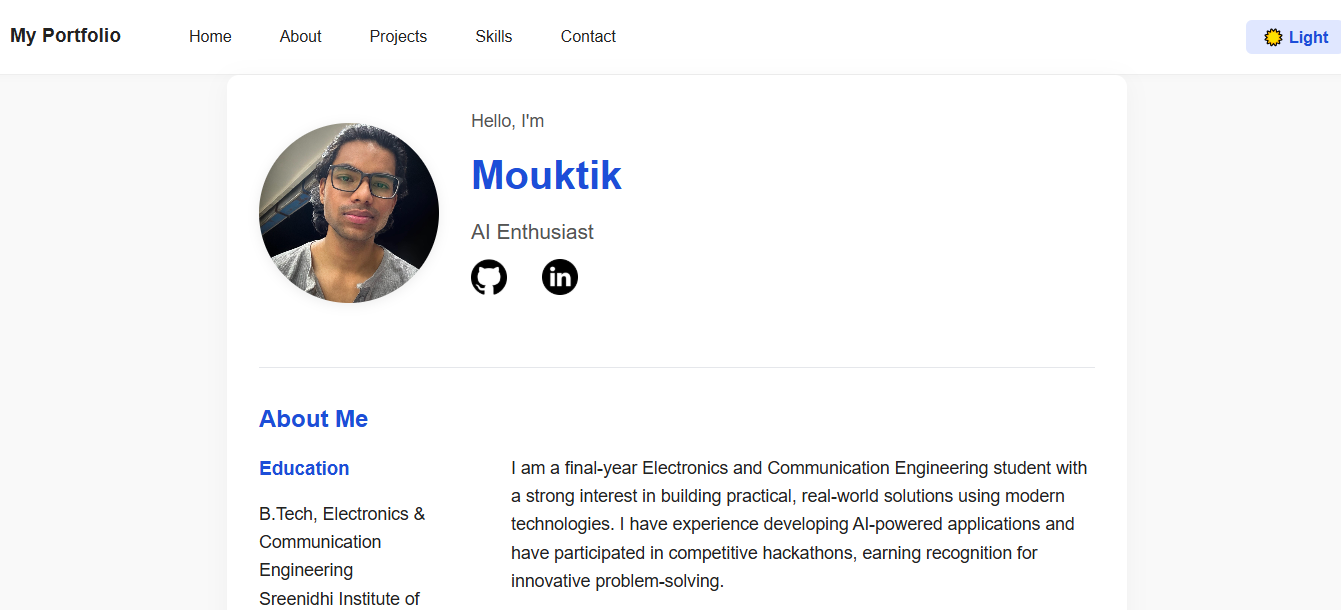 My Portfolio
Home
About
Projects
Skills
Contact
Light
Hello, I'm
Mouktik
AI Enthusiast
in
About Me
Education
B.Tech, Electronics &
Communication
Engineering
Sreenidhi Institute of
I am a final-year Electronics and Communication Engineering student with
a strong interest in building practical, real-world solutions using modern
technologies. I have experience developing AI-powered applications and
have participated in competitive hackathons, earning recognition for
innovative problem-solving.